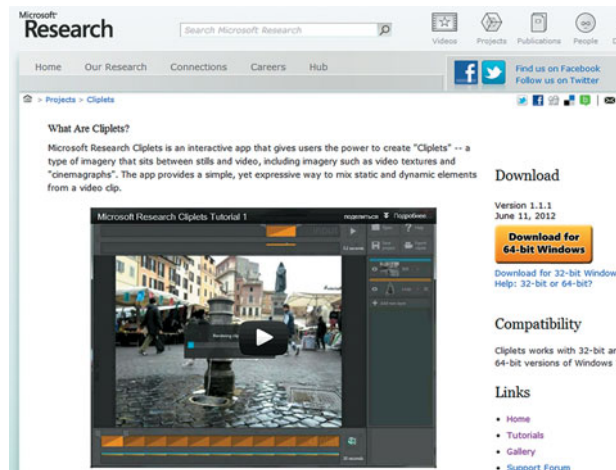 Microsoft®
Research
Search Microsoft Research
Videos
Projects
Publications
People
Home
Our Research
Connections
Careers
Hub
Find us on Facebook
Follow us on Twitter
> Projects > Cliplets
What Are Cliplets?
Microsoft Research Cliplets is an interactive app that gives users the power to create "Cliplets" -- a
type of imagery that sits between stills and video, including imagery such as video textures and
"cinemagraphs". The app provides a simple, yet expressive way to mix static and dynamic elements
from a video clip.
Microsoft Research Cliplets Tutorial 1
поделиться
Подробнее
Download
Version 1.1.1
June 11, 2012
Download for
64-bit Windows
Download for 32-bit Window
Help: 32-bit or 64-bit?
Compatibility
Cliplets works with 32-bit ar
64-bit versions of Windows
Links
Home
Tutorials
Gallery
Support Forum